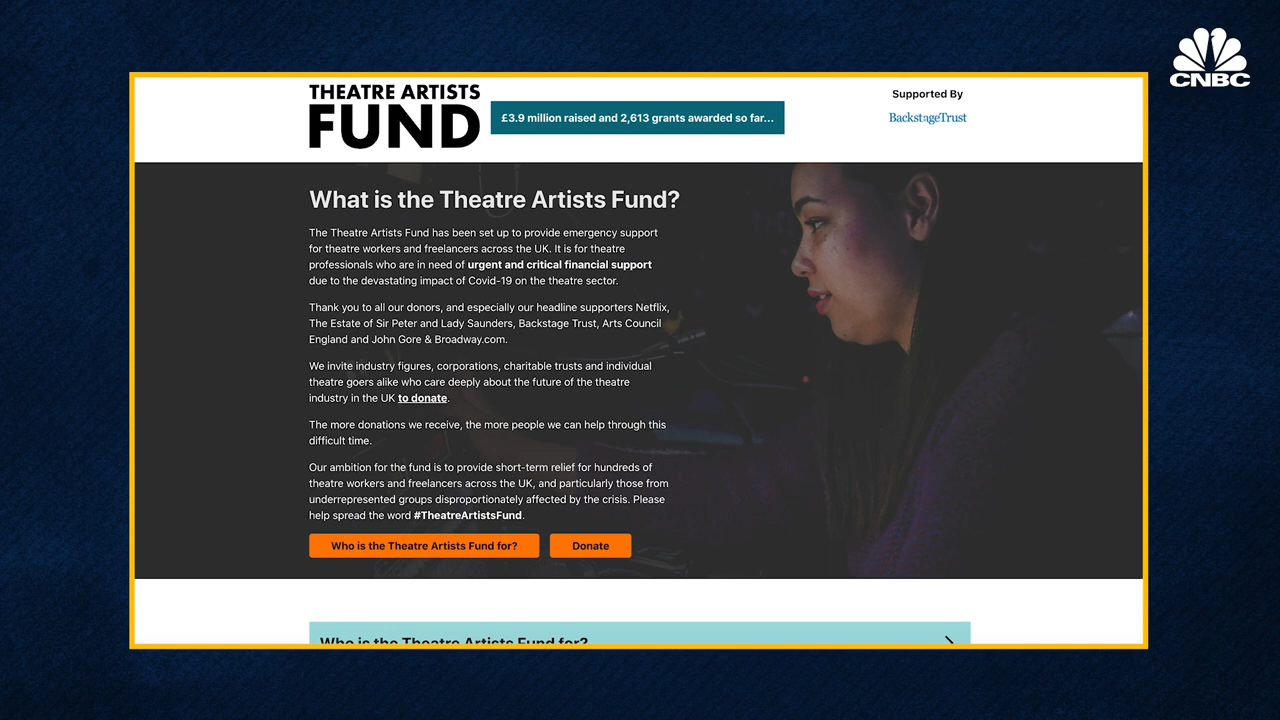 CNBC
THEATRE ARTISTS
FUND
£3.9 million raised and 2,613 grants awarded so far...
Supported By
BackstageTrust
What is the Theatre Artists Fund?
The Theatre Artists Fund has been set up to provide emergency support
for theatre workers and freelancers across the UK. It is for theatre
professionals who are in need of urgent and critical financial support
due to the devastating impact of Covid-19 on the theatre sector.
Thank you to all our donors, and especially our headline supporters Netflix,
The Estate of Sir Peter and Lady Saunders, Backstage Trust, Arts Council
England and John Gore & Broadway.com.
We invite industry figures, corporations, charitable trusts and individual
theatre goers alike who care deeply about the future of the theatre
industry in the UK to donate.
The more donations we receive, the more people we can help through this
difficult time.
Our ambition for the fund is to provide short-term relief for hundreds of
theatre workers and freelancers across the UK, and particularly those from
underrepresented groups disproportionately affected by the crisis. Please
help spread the word #TheatreArtistsFund.
Who is the Theatre Artists Fund for?
Donate
Who is the Theatre Artists Fund for?